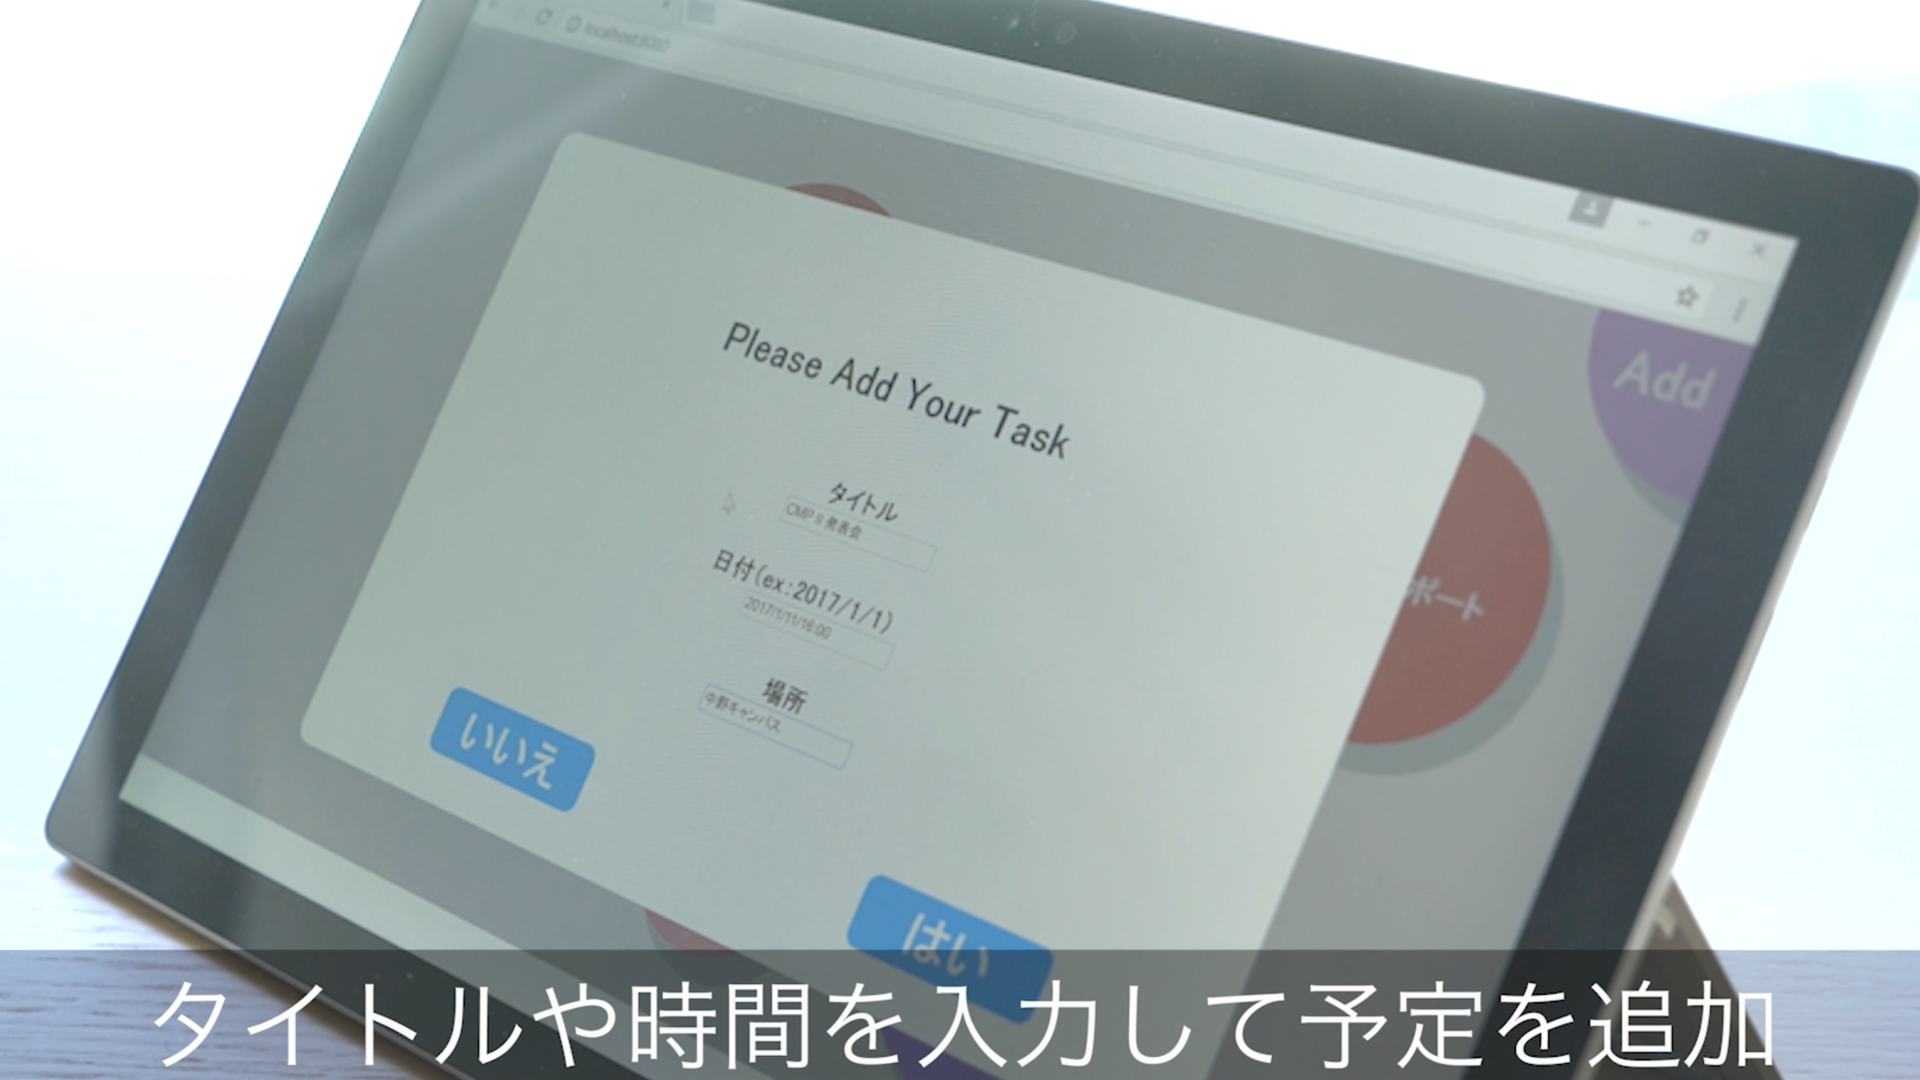 localhost:8080
Add
Please Add Your Task
タイトル
CMPⅡ発表会
日付(ex:2017/1/1)
2017/1/11/16:00
場所
中野キャンパス
ポート
いいえ
はい
タイトルや時間を入力して予定を追加